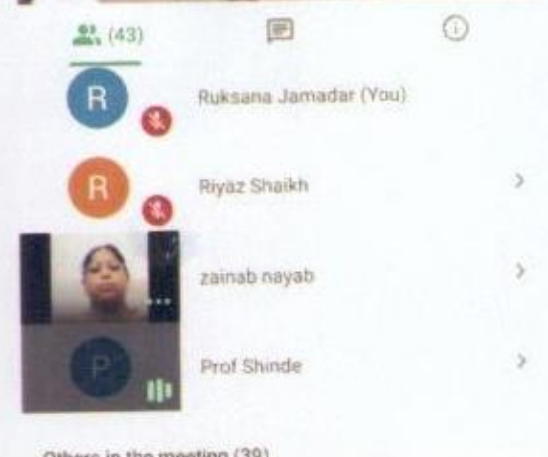 (43)
R
Ruksana Jamadar (You)
R
Riyaz Shaikh
zainab nayab
P
Prof Shinde
Others in the meeting (39)